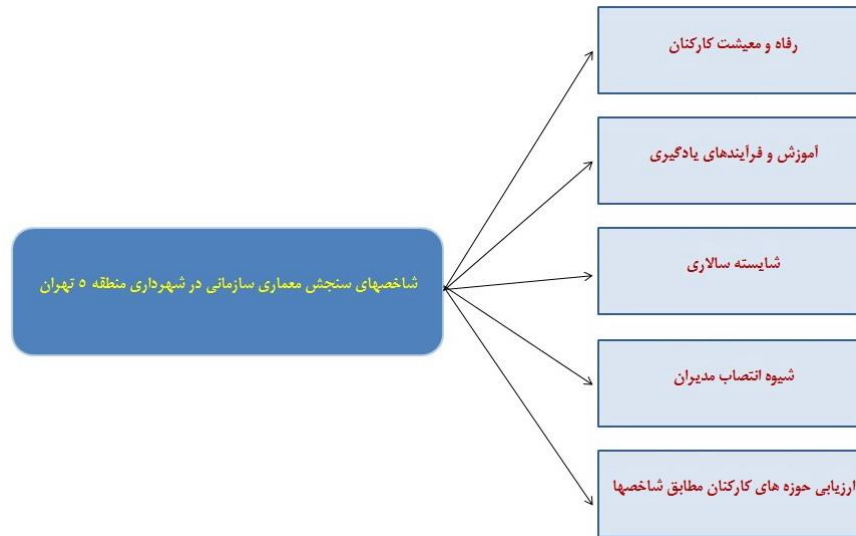 رفاه و معیشت کارکنان
آموزش و فرآیندهای یادگیری
شاخصهای سنجش معماری سازمانی در شهرداری منطقه ۵ تهران
شایسته سالاری
شیوه انتصاب مدیران
ارزیابی حوزه های کارکنان مطابق شاخصها